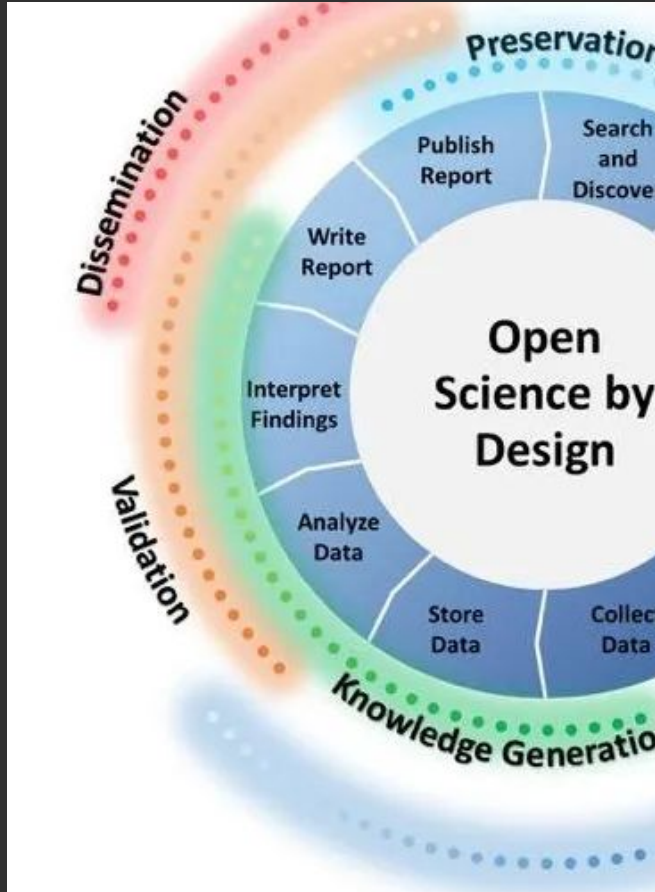 Preservation
Dissemination
Publish
Report
Search
and
Discove
Write
Report
Open
Science by
Design
Interpret
Findings
Validation
Analyze
Data
Store
Data
Collec
Data
Knowledge Generatio